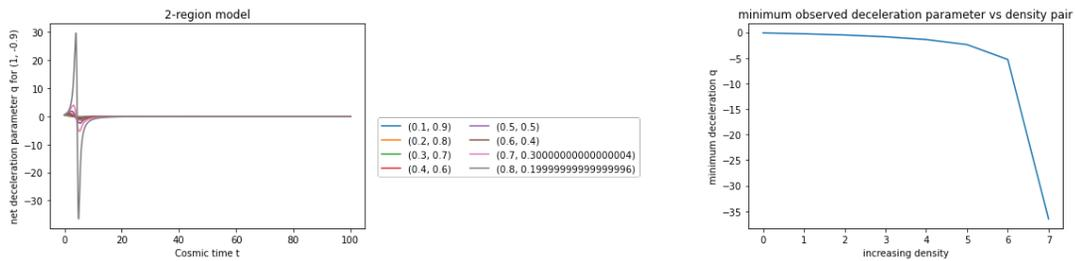 2-region model
net deceleration parameter q for (1, -0.9)
30
20
10
0
−10
−20
−30
0 20 40 60 80 100
Cosmic time t
(0.1, 0.9) (0.5, 0.5)
(0.2, 0.8) (0.6, 0.4)
(0.3, 0.7) (0.7, 0.30000000000000004)
(0.4, 0.6) (0.8, 0.19999999999999996)
minimum observed deceleration parameter vs density pair
minimum deceleration q
0
−5
−10
−15
−20
−25
−30
−35
0 1 2 3 4 5 6 7
increasing density